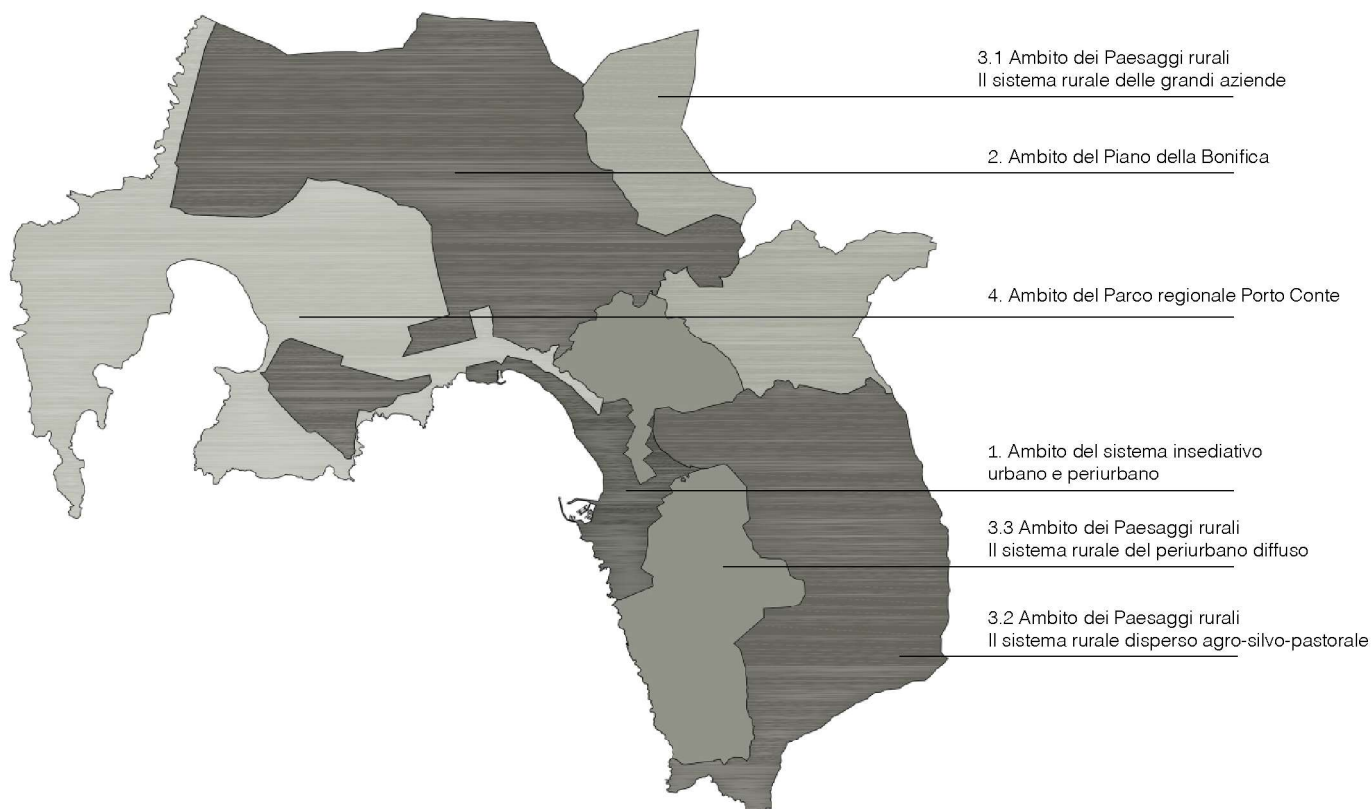 3.1 Ambito dei Paesaggi rurali
Il sistema rurale delle grandi aziende
2. Ambito del Piano della Bonifica
4. Ambito del Parco regionale Porto Conte
1. Ambito del sistema insediativo
urbano e periurbano
3.3 Ambito dei Paesaggi rurali
Il sistema rurale del periurbano diffuso
3.2 Ambito dei Paesaggi rurali
Il sistema rurale disperso agro-silvo-pastorale